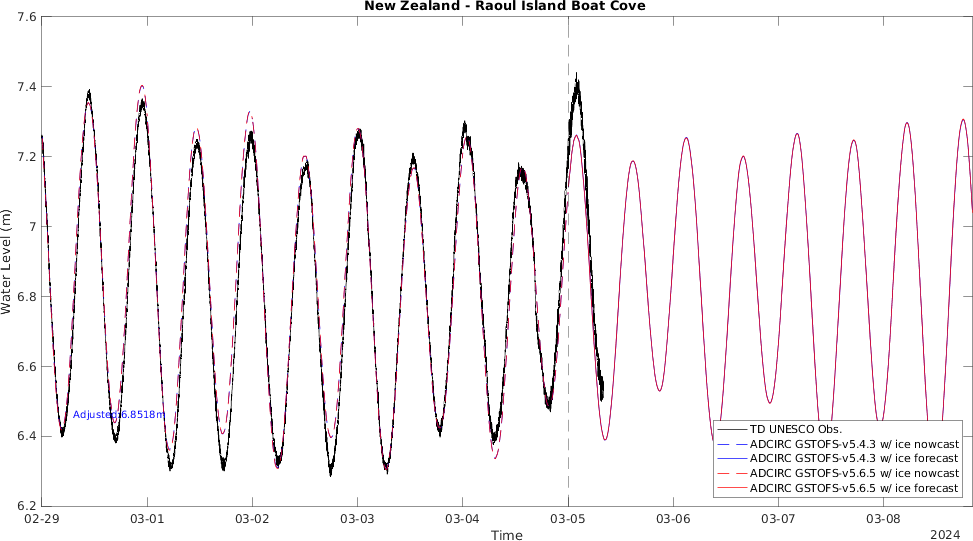 New Zealand - Raoul Island Boat Cove
7.6
7.4
7.2
7
6.8
6.6
6.4
6.2
Water Level (m)
Adjusted:6.8518m
TD UNESCO Obs.
ADCIRC GSTOFS-v5.4.3 w/ ice nowcast
ADCIRC GSTOFS-v5.4.3 w/ ice forecast
ADCIRC GSTOFS-v5.6.5 w/ ice nowcast
ADCIRC GSTOFS-v5.6.5 w/ ice forecast
02-29 03-01 03-02 03-03 03-04 03-05 03-06 03-07 03-08
Time
2024